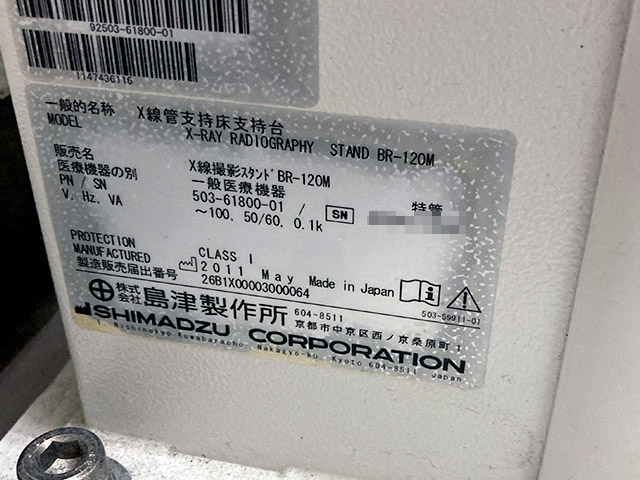 92503-61800-01
1147436116
一般的名称 X線管支持床支持台
MODEL X-RAY RADIOGRAPHY STAND BR-120M
販売名 X線撮影スタンド BR-120M
医療機器の別 一般医療機器 特管
PN / SN 503-61800-01 / SN
V. Hz. VA ~100. 50/60. 0.1k
PROTECTION CLASS I
MANUFACTURED 2011 May Made in Japan
製造販売届出番号 26B1X00003000064
503-59911-01
株式会社 島津製作所 604-8511 京都市中京区西ノ京桑原町1
SHIMADZU CORPORATION
1 Nishinokyo Kuwabaracho Nakagyo-ku Kyoto 604-8511 Japan